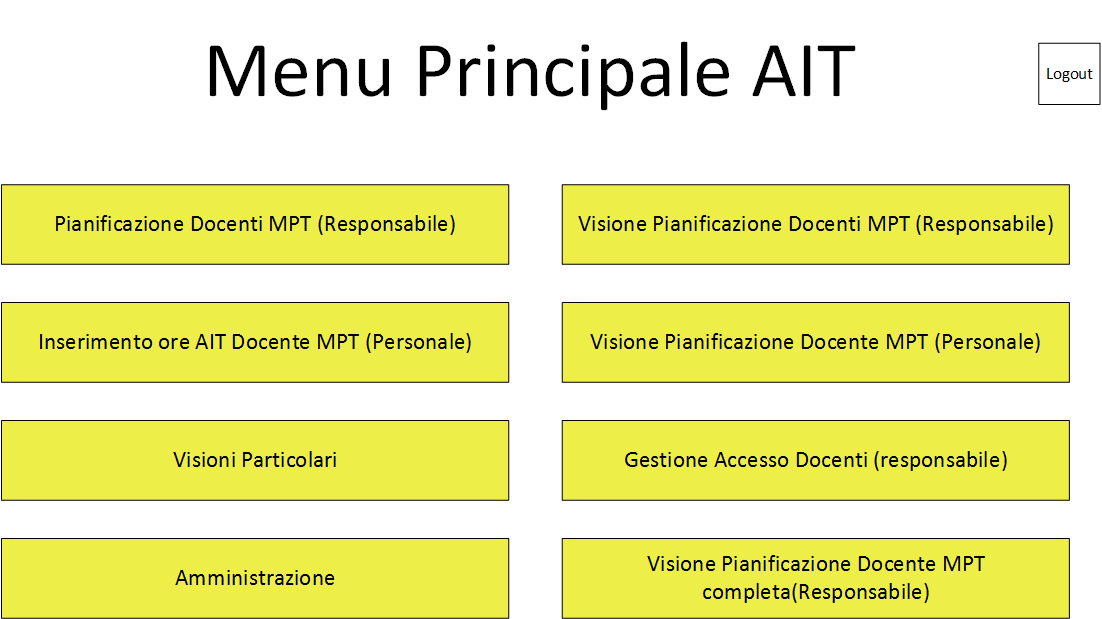 Menu Principale AIT
Logout
Pianificazione Docenti MPT (Responsabile)
Visione Pianificazione Docenti MPT (Responsabile)
Inserimento ore AIT Docente MPT (Personale)
Visione Pianificazione Docente MPT (Personale)
Visioni Particolari
Gestione Accesso Docenti (responsabile)
Amministrazione
Visione Pianificazione Docente MPT
completa(Responsabile)